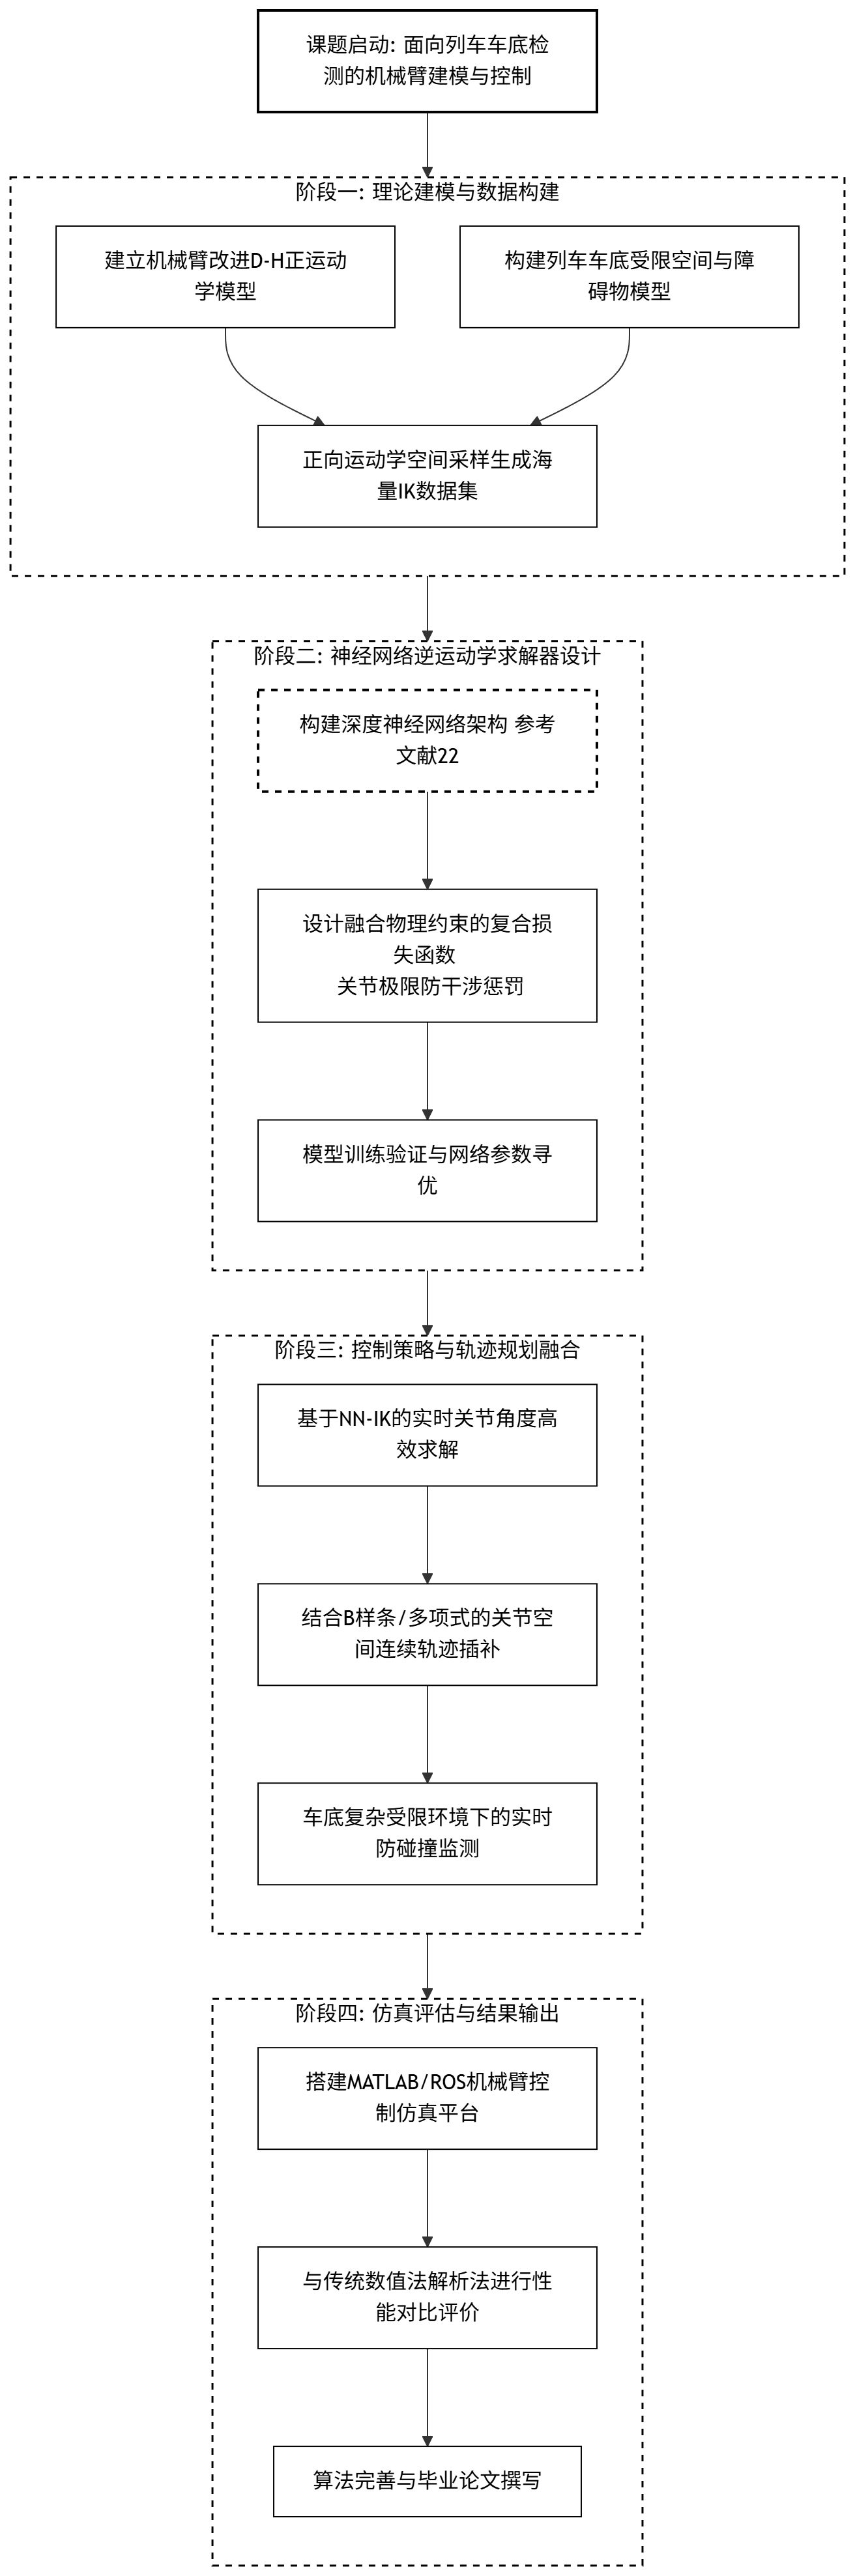 课题启动: 面向列车车底检
测的机械臂建模与控制
阶段一: 理论建模与数据构建
建立机械臂改进D-H正运动
学模型
构建列车车底受限空间与障
碍物模型
正向运动学空间采样生成海
量IK数据集
阶段二: 神经网络逆运动学求解器设计
构建深度神经网络架构 参考
文献22
设计融合物理约束的复合损
失函数
关节极限防干涉惩罚
模型训练验证与网络参数寻
优
阶段三: 控制策略与轨迹规划融合
基于NN-IK的实时关节角度高
效求解
结合B样条/多项式的关节空
间连续轨迹插补
车底复杂受限环境下的实时
防碰撞监测
阶段四: 仿真评估与结果输出
搭建MATLAB/ROS机械臂控
制仿真平台
与传统数值法解析法进行性
能对比评价
算法完善与毕业论文撰写